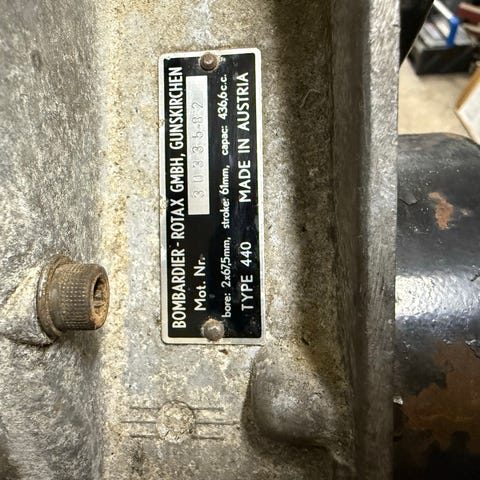 BOMBARDIER-ROTAX GMBH, GUNSKIRCHEN
Mot. Nr. 3033582
bore: 2x67,5mm, stroke: 61mm, capac: 436,6 c.c.
TYPE 440 MADE IN AUSTRIA